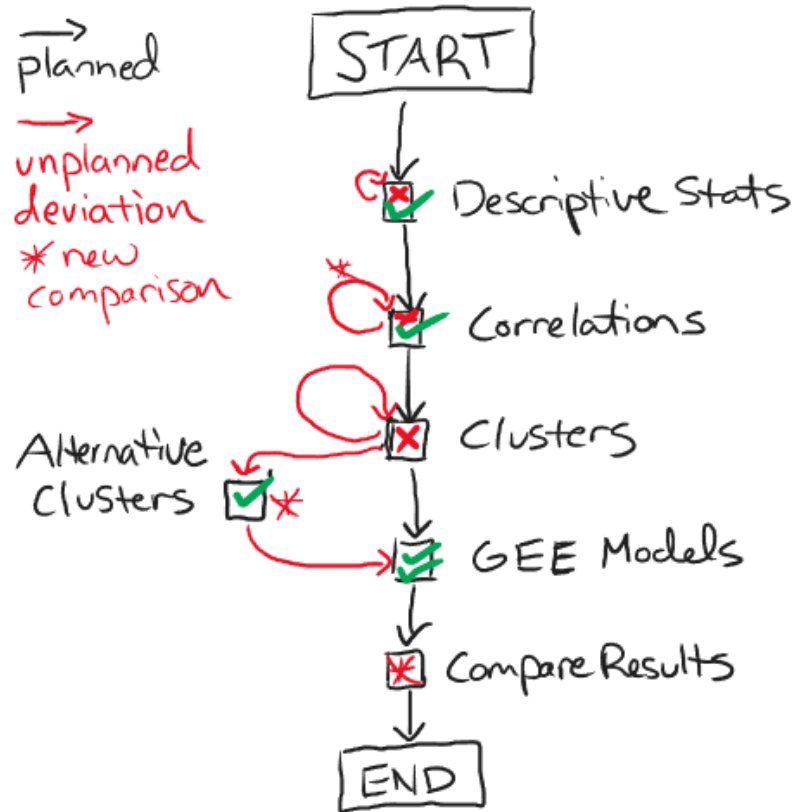 planned
unplanned
deviation
* new
comparison
START
Descriptive Stats
Correlations
Clusters
Alternative
Clusters
GEE Models
Compare Results
END